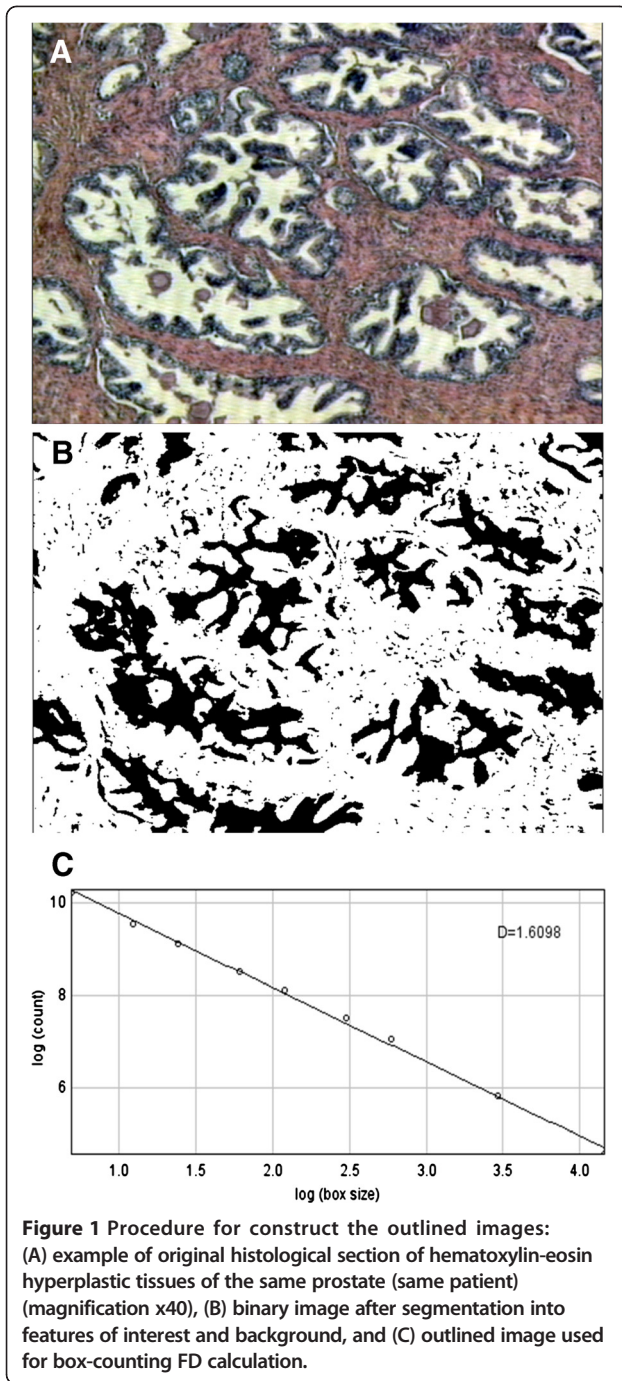 A
B
C
10
8
6
log (count)
D=1.6098
1.0 1.5 2.0 2.5 3.0 3.5 4.0
log (box size)
Figure 1 Procedure for construct the outlined images:
(A) example of original histological section of hematoxylin-eosin
hyperplastic tissues of the same prostate (same patient)
(magnification x40), (B) binary image after segmentation into
features of interest and background, and (C) outlined image used
for box-counting FD calculation.